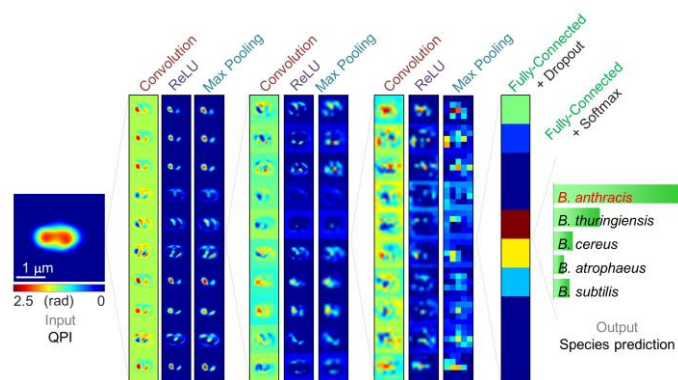 Convolution
ReLU
Max Pooling
Convolution
ReLU
Max Pooling
Convolution
ReLU
Max Pooling
Fully-Connected
+ Dropout
Fully-Connected
+ Softmax
1 μm
2.5 (rad) 0
Input
QPI
B. anthracis
B. thuringiensis
B. cereus
B. atrophaeus
B. subtilis
Output
Species prediction